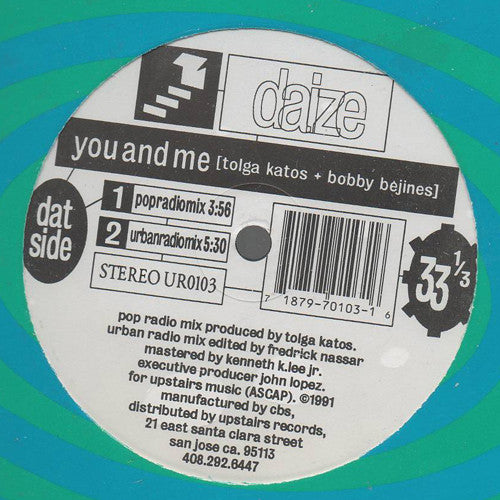 daize
you and me [tolga katos + bobby bejines]
dat
side
1 popradiomix 3:56
2 urbanradiomix 5:30
STEREO UR0103
7 1879-70103-1 6
33 1/3
pop radio mix produced by tolga katos.
urban radio mix edited by fredrick nassar
mastered by kenneth k.lee jr.
executive producer john lopez.
for upstairs music (ASCAP). ©1991
manufactured by cbs,
distributed by upstairs records,
21 east santa clara street
san jose ca. 95113
408.292.6447